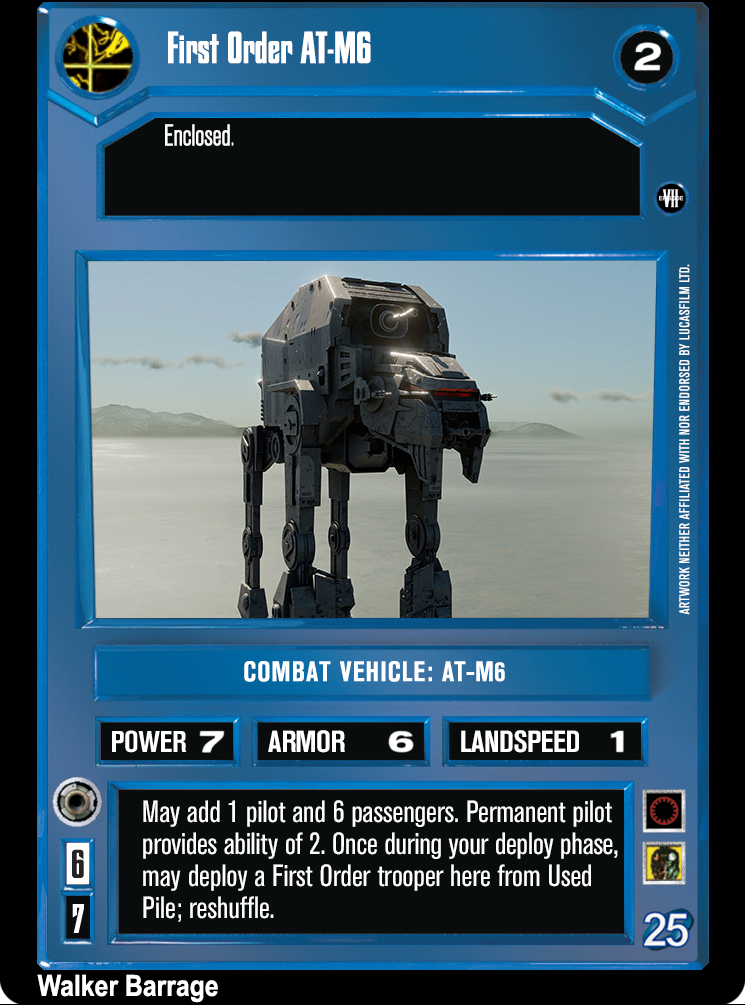 First Order AT-M6
2
Enclosed.
EPISODE
VII
ARTWORK NEITHER AFFILIATED WITH NOR ENDORSED BY LUCASFILM LTD.
COMBAT VEHICLE: AT-M6
POWER 7
ARMOR 6
LANDSPEED 1
May add 1 pilot and 6 passengers. Permanent pilot
provides ability of 2. Once during your deploy phase,
may deploy a First Order trooper here from Used
Pile; reshuffle.
6
7
25
Walker Barrage